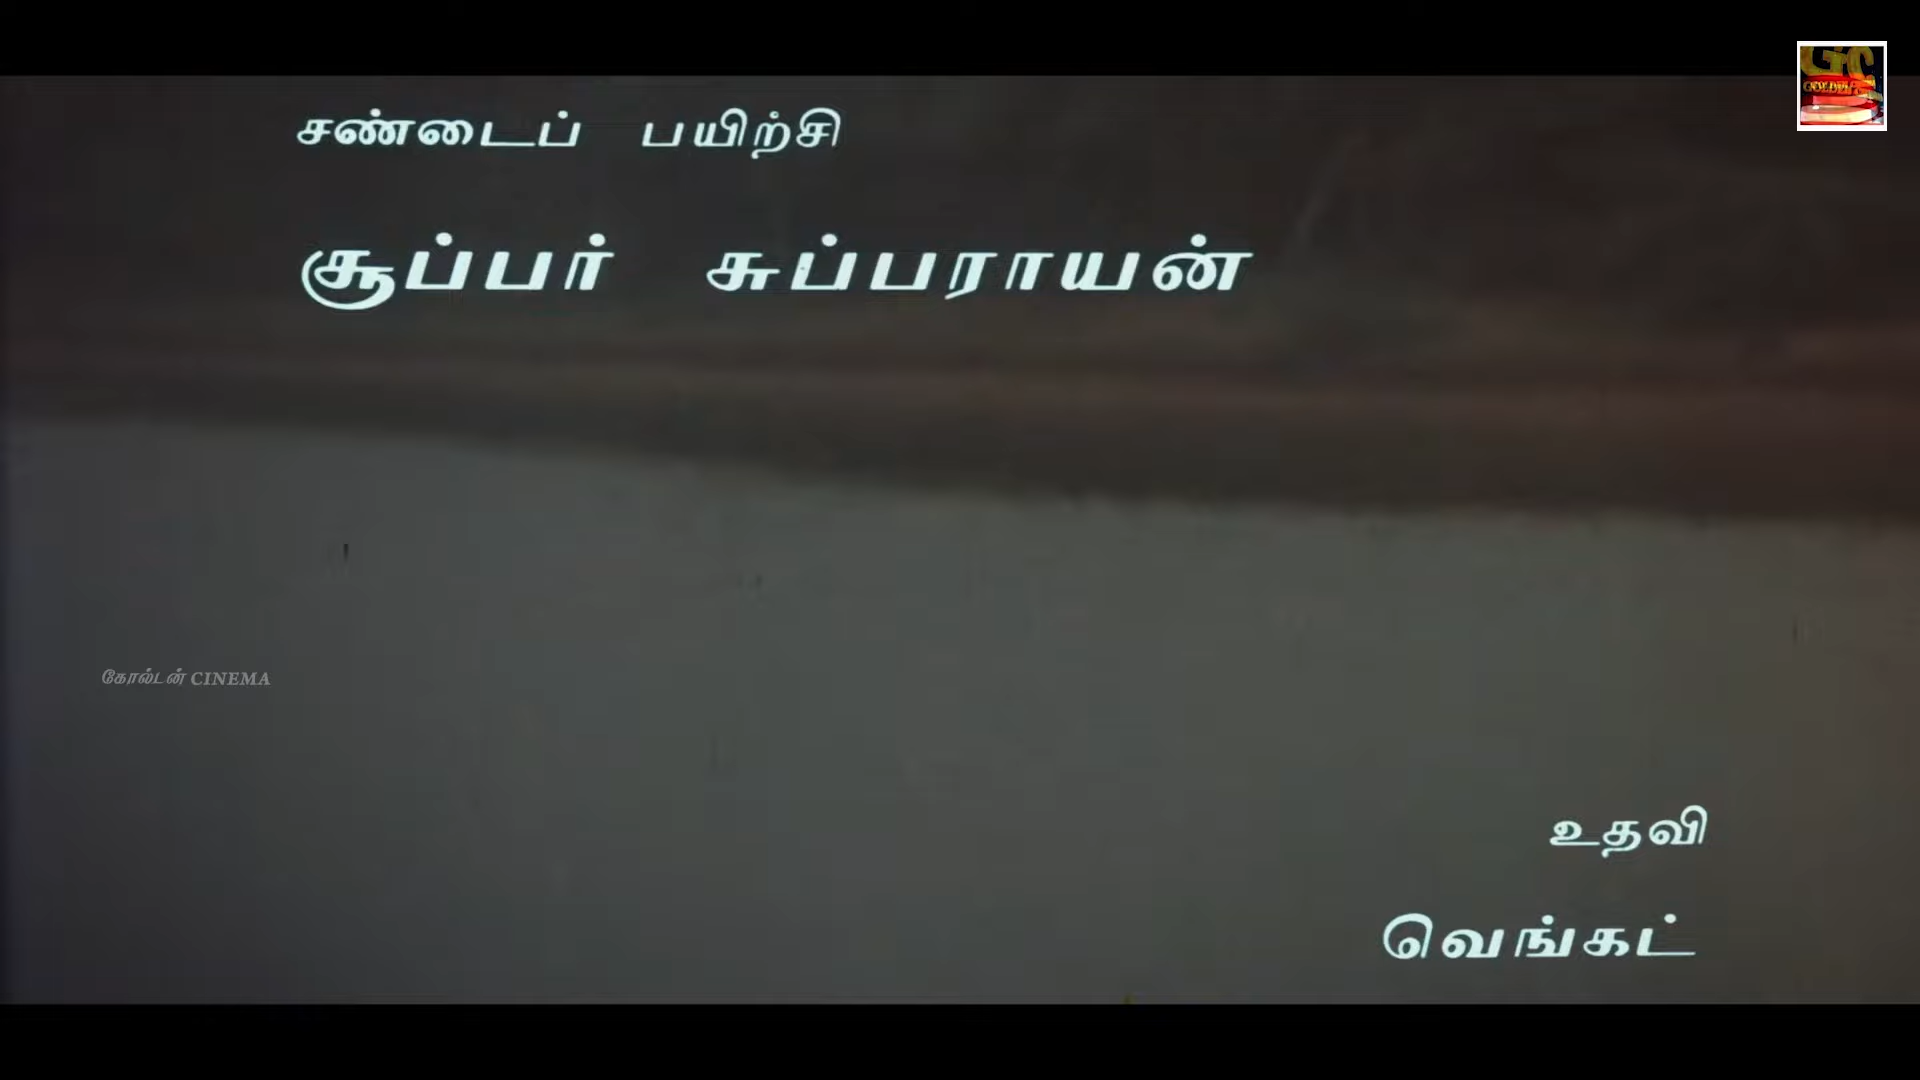 சண்டைப் பயிற்சி
சூப்பர் சுப்பராயன்
கோல்டன் CINEMA
உதவி
வெங்கட்